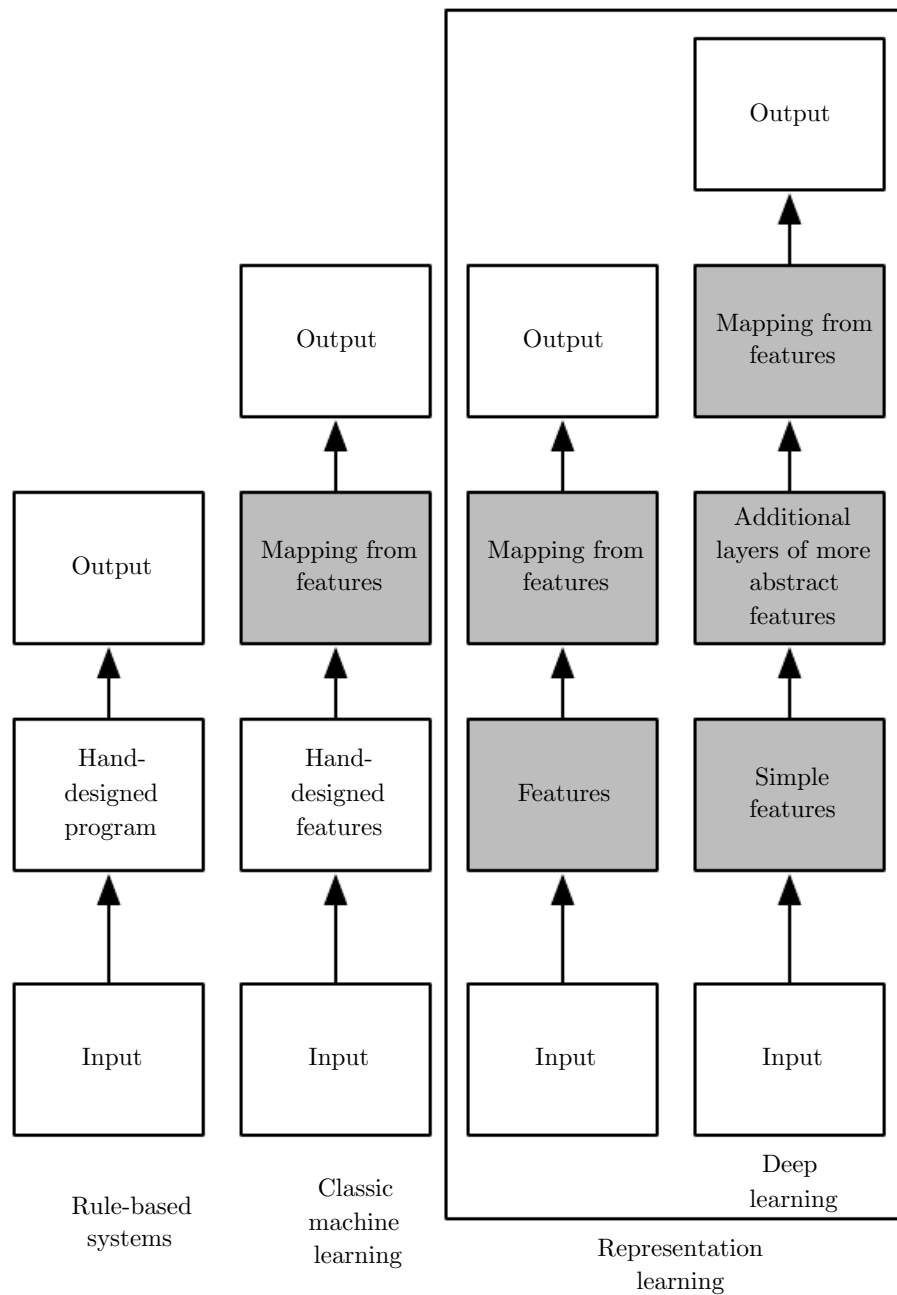 Output
Output
Output
Mapping from
features
Output
Mapping from
features
Mapping from
features
Additional
layers of more
abstract
features
Hand-
designed
program
Hand-
designed
features
Features
Simple
features
Input
Input
Input
Input
Rule-based
systems
Classic
machine
learning
Deep
learning
Representation
learning